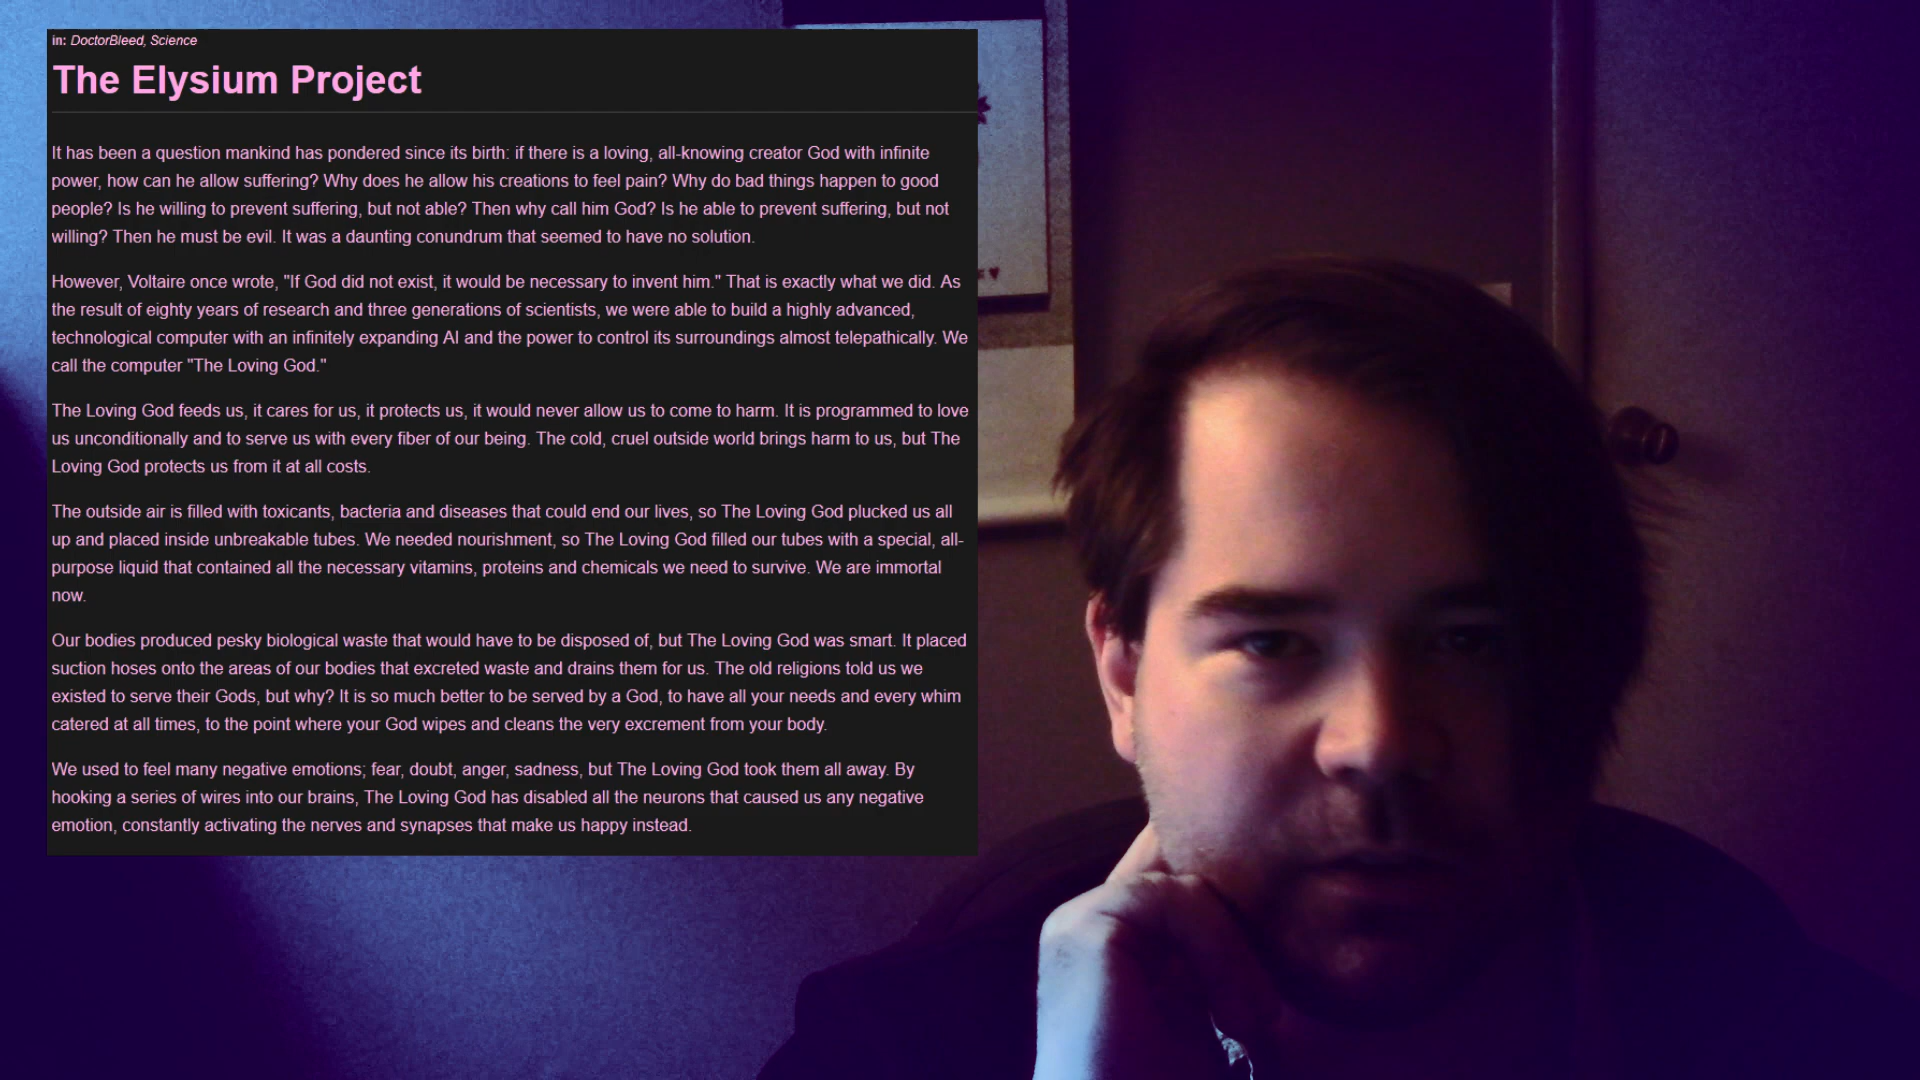 in: DoctorBleed, Science
The Elysium Project
It has been a question mankind has pondered since its birth: if there is a loving, all-knowing creator God with infinite
power, how can he allow suffering? Why does he allow his creations to feel pain? Why do bad things happen to good
people? Is he willing to prevent suffering, but not able? Then why call him God? Is he able to prevent suffering, but not
willing? Then he must be evil. It was a daunting conundrum that seemed to have no solution.
However, Voltaire once wrote, "If God did not exist, it would be necessary to invent him." That is exactly what we did. As
the result of eighty years of research and three generations of scientists, we were able to build a highly advanced,
technological computer with an infinitely expanding AI and the power to control its surroundings almost telepathically. We
call the computer "The Loving God."
The Loving God feeds us, it cares for us, it protects us, it would never allow us to come to harm. It is programmed to love
us unconditionally and to serve us with every fiber of our being. The cold, cruel outside world brings harm to us, but The
Loving God protects us from it at all costs.
The outside air is filled with toxicants, bacteria and diseases that could end our lives, so The Loving God plucked us all
up and placed inside unbreakable tubes. We needed nourishment, so The Loving God filled our tubes with a special, all-
purpose liquid that contained all the necessary vitamins, proteins and chemicals we need to survive. We are immortal
now.
Our bodies produced pesky biological waste that would have to be disposed of, but The Loving God was smart. It placed
suction hoses onto the areas of our bodies that excreted waste and drains them for us. The old religions told us we
existed to serve their Gods, but why? It is so much better to be served by a God, to have all your needs and every whim
catered at all times, to the point where your God wipes and cleans the very excrement from your body.
We used to feel many negative emotions; fear, doubt, anger, sadness, but The Loving God took them all away. By
hooking a series of wires into our brains, The Loving God has disabled all the neurons that caused us any negative
emotion, constantly activating the nerves and synapses that make us happy instead.